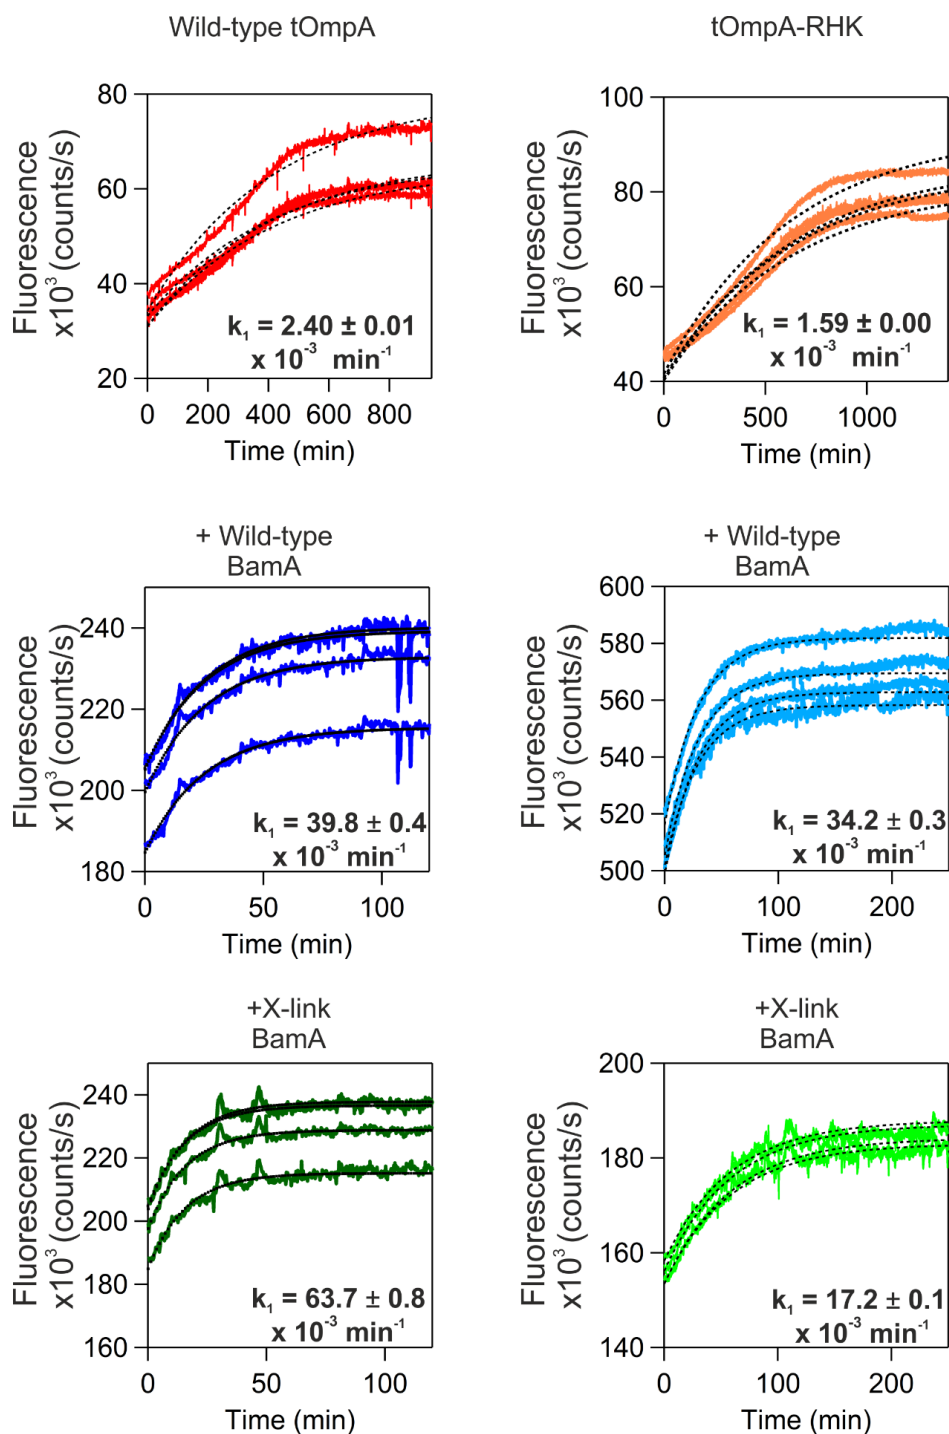 Wild-type tOmpA
tOmpA-RHK
80
60
40
20
Fluorescence
x10³ (counts/s)
k₁ = 2.40 ± 0.01
x 10⁻³ min⁻¹
0 200 400 600 800
Time (min)
100
80
60
40
Fluorescence
x10³ (counts/s)
k₁ = 1.59 ± 0.00
x 10⁻³ min⁻¹
0 500 1000
Time (min)
+ Wild-type
BamA
240
220
200
180
Fluorescence
x10³ (counts/s)
k₁ = 39.8 ± 0.4
x 10⁻³ min⁻¹
0 50 100
Time (min)
+ Wild-type
BamA
600
580
560
540
520
500
Fluorescence
x10³ (counts/s)
k₁ = 34.2 ± 0.3
x 10⁻³ min⁻¹
0 100 200
Time (min)
+X-link
BamA
240
220
200
180
160
Fluorescence
x10³ (counts/s)
k₁ = 63.7 ± 0.8
x 10⁻³ min⁻¹
0 50 100
Time (min)
+X-link
BamA
200
180
160
140
Fluorescence
x10³ (counts/s)
k₁ = 17.2 ± 0.1
x 10⁻³ min⁻¹
0 100 200
Time (min)